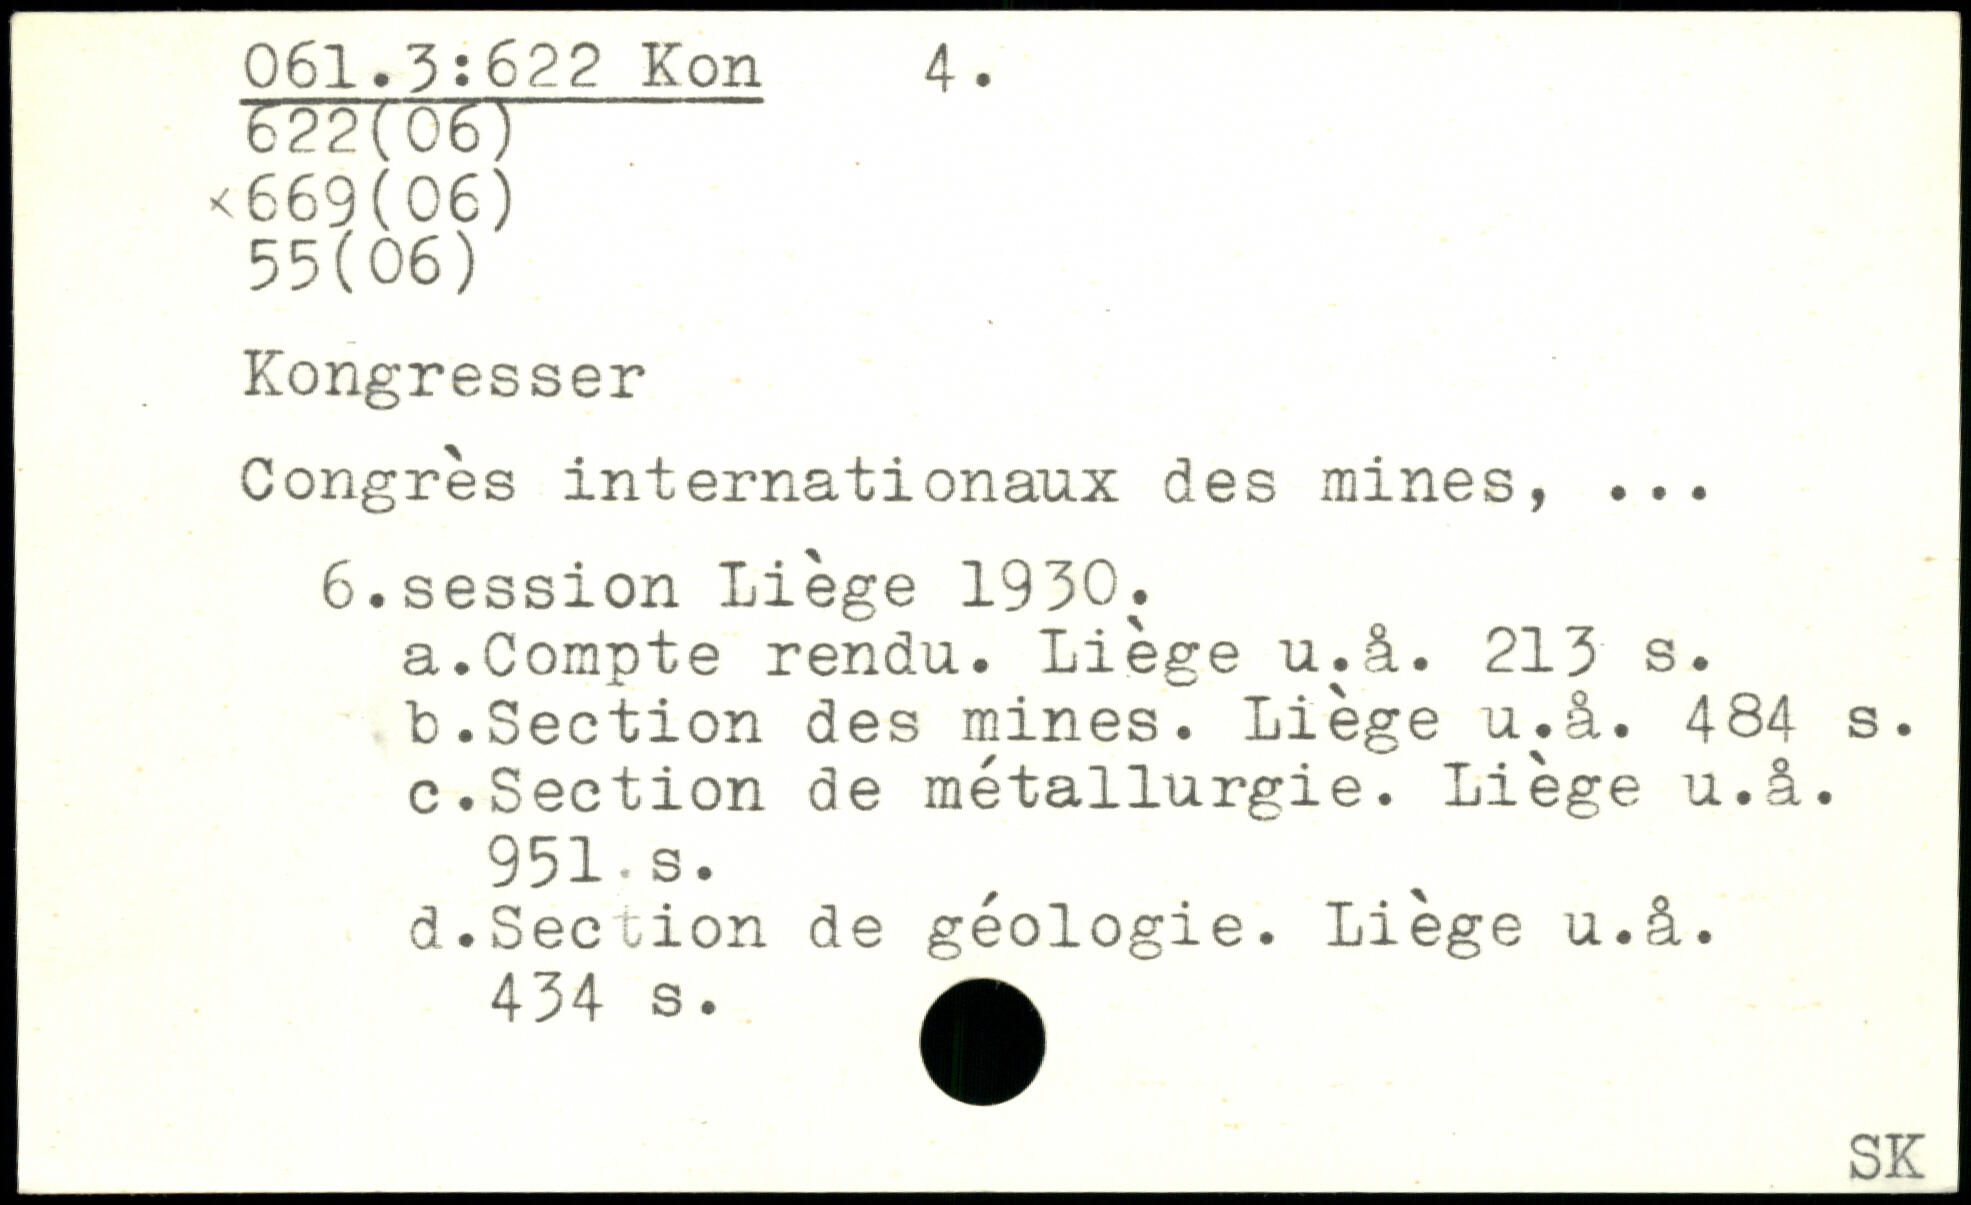 061.3:622 Kon 4.
622(06)
×669(06)
55(06)
Kongresser
Congrès internationaux des mines, ...
6.session Liège 1930.
a.Compte rendu. Liège u.å. 213 s.
b.Section des mines. Liège u.å. 484 s.
c.Section de métallurgie. Liège u.å.
951 s.
d.Section de géologie. Liège u.å.
434 s.
SK